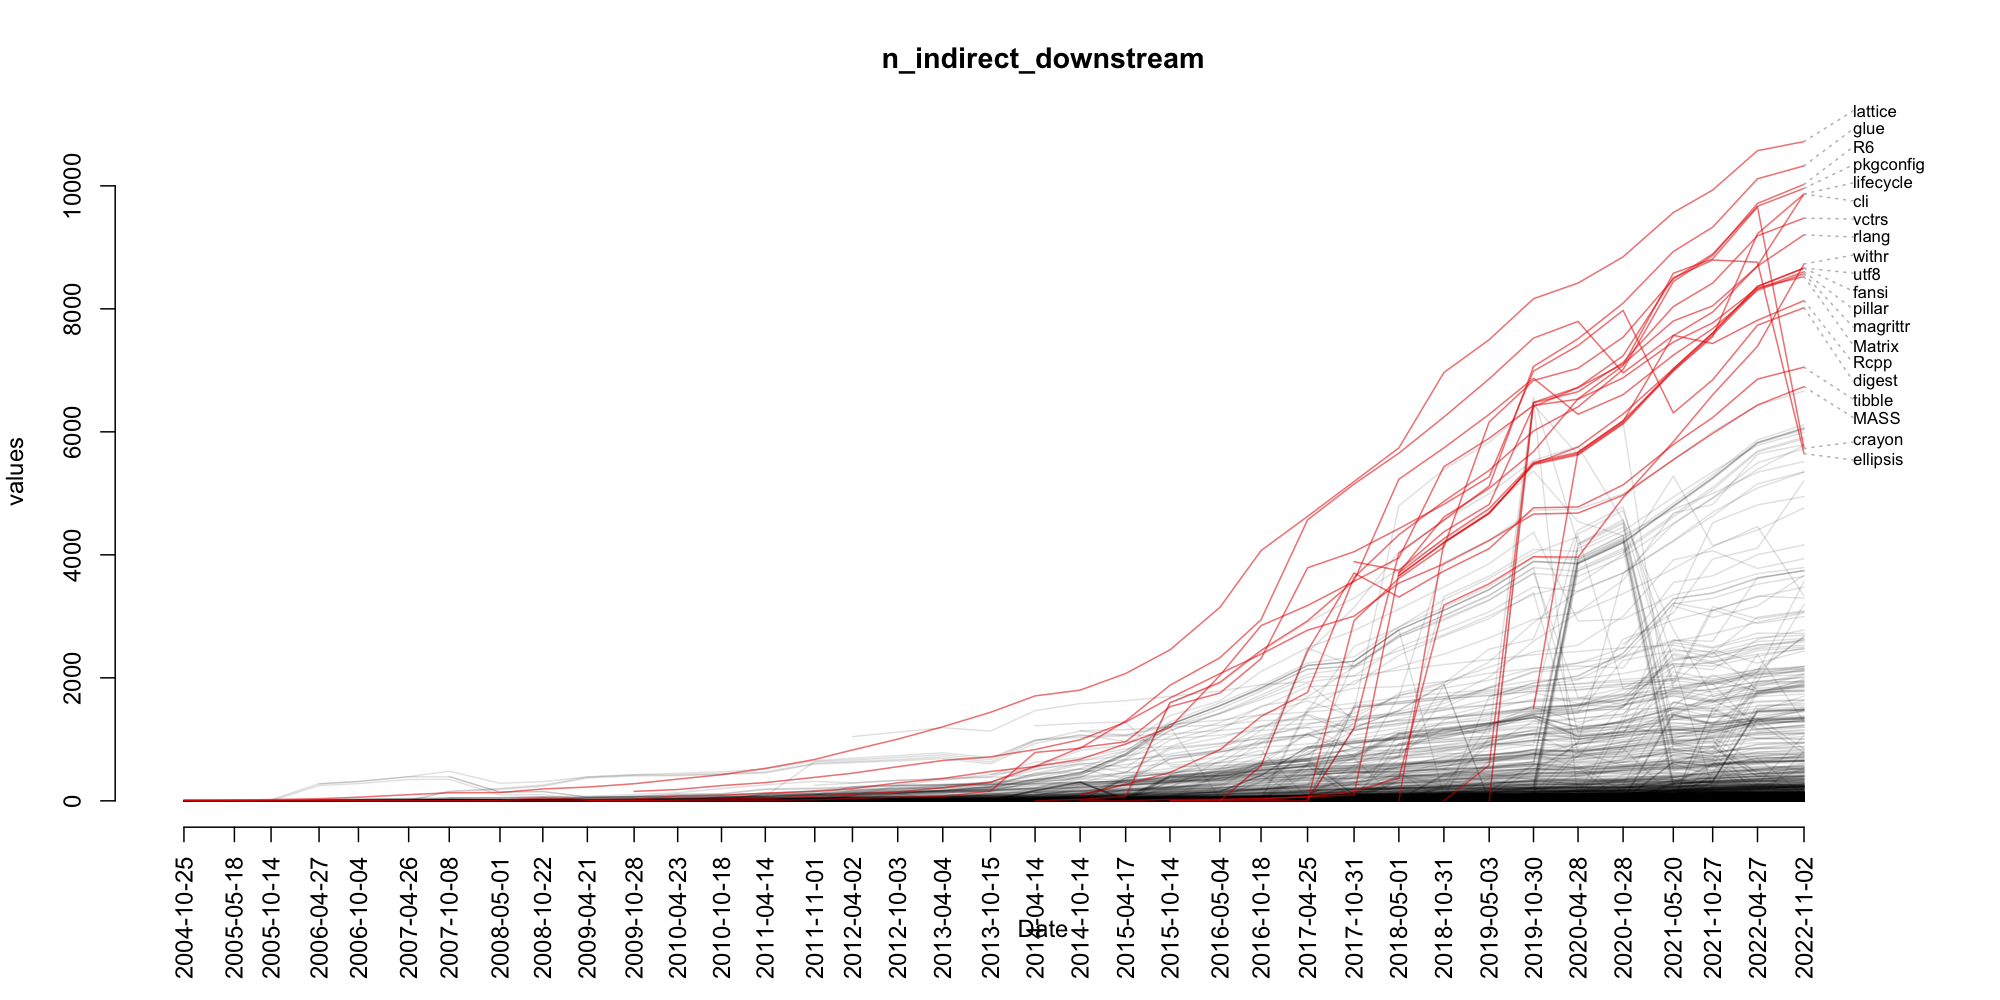 n_indirect_downstream
lattice
glue
R6
pkgconfig
lifecycle
cli
vctrs
rlang
withr
utf8
fansi
pillar
magrittr
Matrix
Rcpp
digest
tibble
MASS
crayon
ellipsis
values
10000
8000
6000
4000
2000
0
2004-10-25
2005-05-18
2005-10-14
2006-04-27
2006-10-04
2007-04-26
2007-10-08
2008-05-01
2008-10-22
2009-04-21
2009-10-28
2010-04-23
2010-10-18
2011-04-14
2011-11-01
2012-04-02
2012-10-03
2013-04-04
2013-10-15
2014-04-14
2014-10-14
2015-04-17
2015-10-14
2016-05-04
2016-10-18
2017-04-25
2017-10-31
2018-05-01
2018-10-31
2019-05-03
2019-10-30
2020-04-28
2020-10-28
2021-05-20
2021-10-27
2022-04-27
2022-11-02
Date